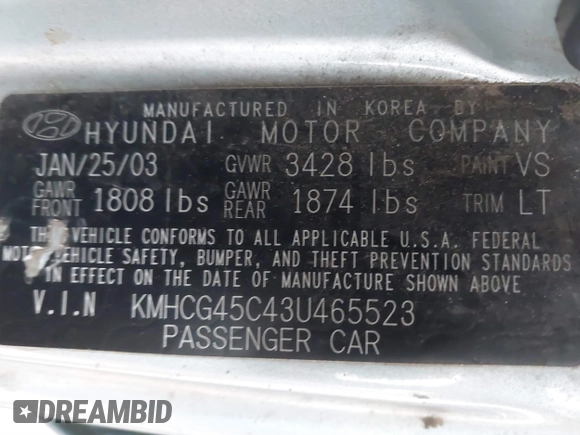 MANUFACTURED IN KOREA BY
HYUNDAI MOTOR COMPANY
JAN/25/03 GVWR 3428 lbs PAINT VS
GAWR FRONT 1808 lbs GAWR REAR 1874 lbs TRIM LT
THIS VEHICLE CONFORMS TO ALL APPLICABLE U.S.A. FEDERAL
MOTOR VEHICLE SAFETY, BUMPER, AND THEFT PREVENTION STANDARDS
IN EFFECT ON THE DATE OF MANUFACTURE SHOWN ABOVE
V.I.N KMHCG45C43U465523
PASSENGER CAR
DREAMBID